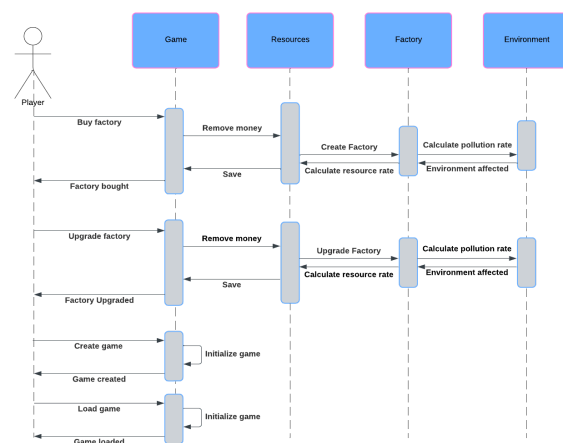 Game
Resources
Factory
Environment
Player
Buy factory
Remove money
Create Factory
Calculate pollution rate
Environment affected
Calculate resource rate
Save
Factory bought
Upgrade factory
Remove money
Upgrade Factory
Calculate pollution rate
Environment affected
Calculate resource rate
Save
Factory Upgraded
Create game
Initialize game
Game created
Load game
Initialize game
Game loaded